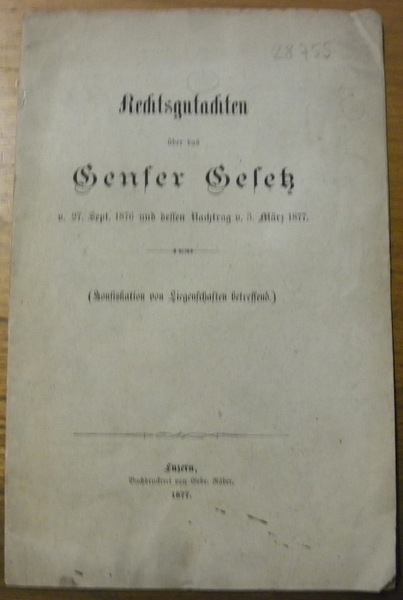 28755
Rechtsgutachten
über das
Genfer Gesetz
v. 27. Sept. 1876 und dessen Nachtrag v. 3. März 1877.
(Konfiskation von Liegenschaften betreffend.)
Luzern,
Buchdruckerei von Gebr. Räber.
1877.